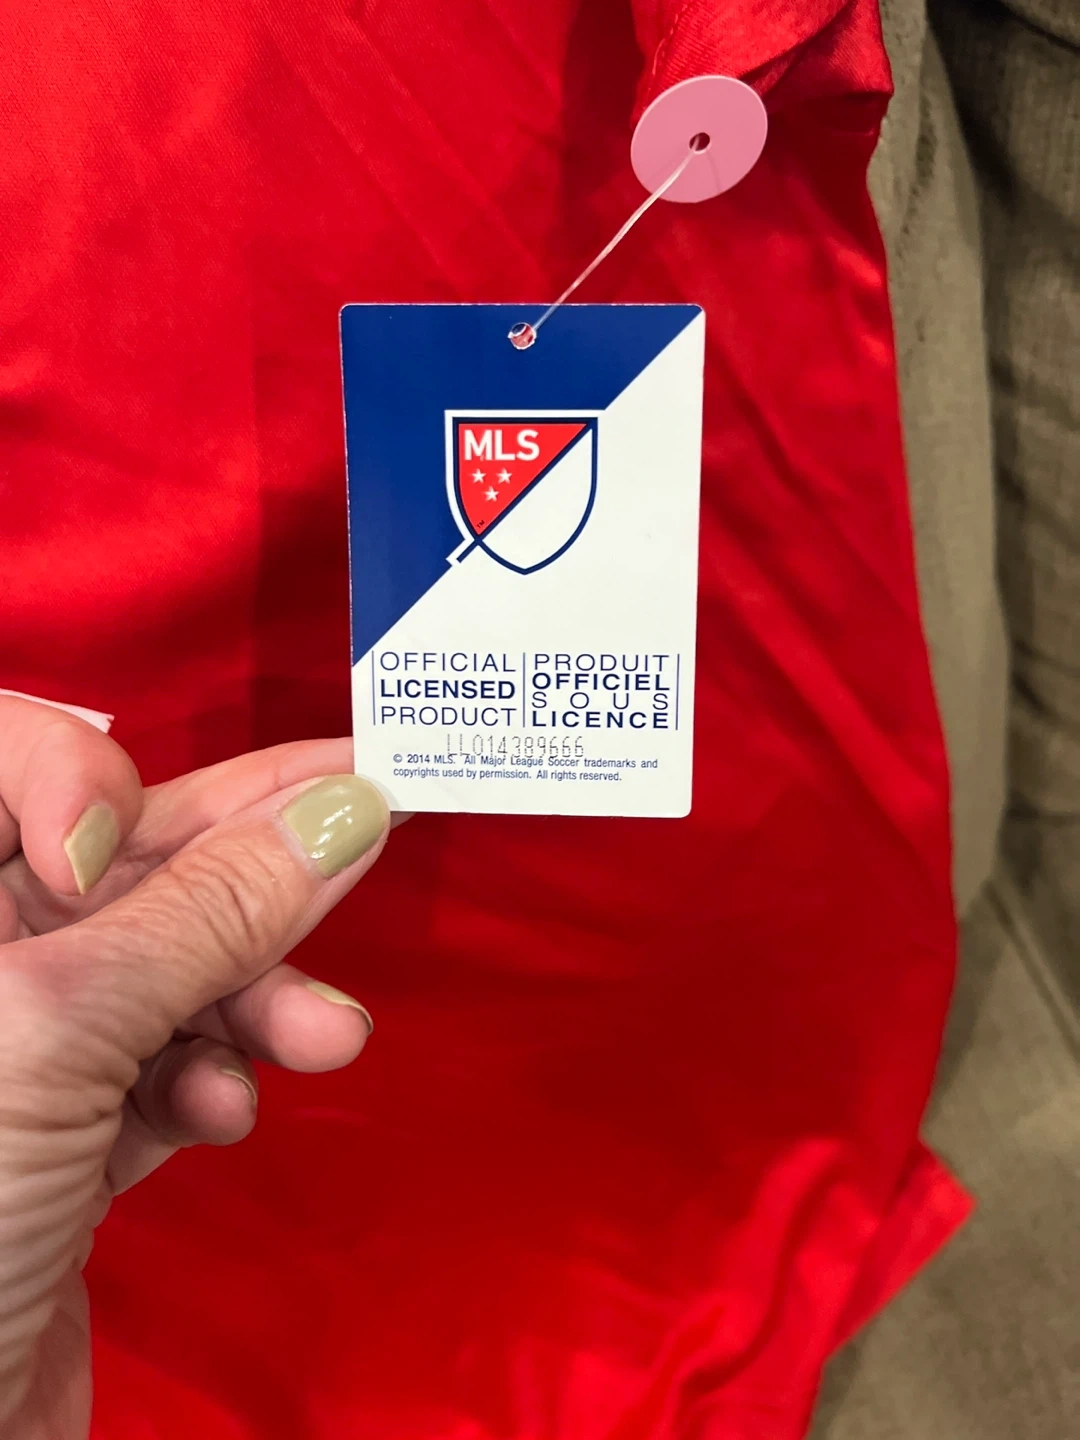 MLS
TM
OFFICIAL
LICENSED
PRODUCT
PRODUIT
OFFICIEL
SOUS
LICENCE
LL014389666
© 2014 MLS. All Major League Soccer trademarks and
copyrights used by permission. All rights reserved.